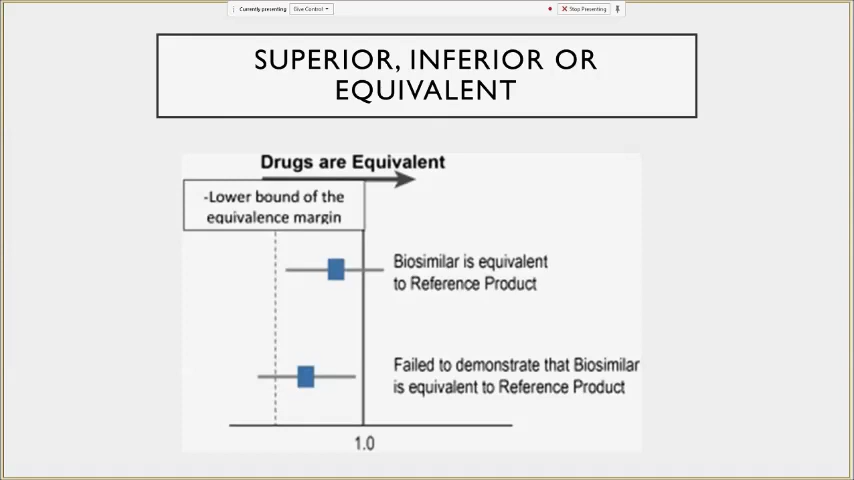 Currently presenting
Give Control
Stop Presenting
SUPERIOR, INFERIOR OR
EQUIVALENT
Drugs are Equivalent
-Lower bound of the
equivalence margin
Biosimilar is equivalent
to Reference Product
Failed to demonstrate that Biosimilar
is equivalent to Reference Product
1.0